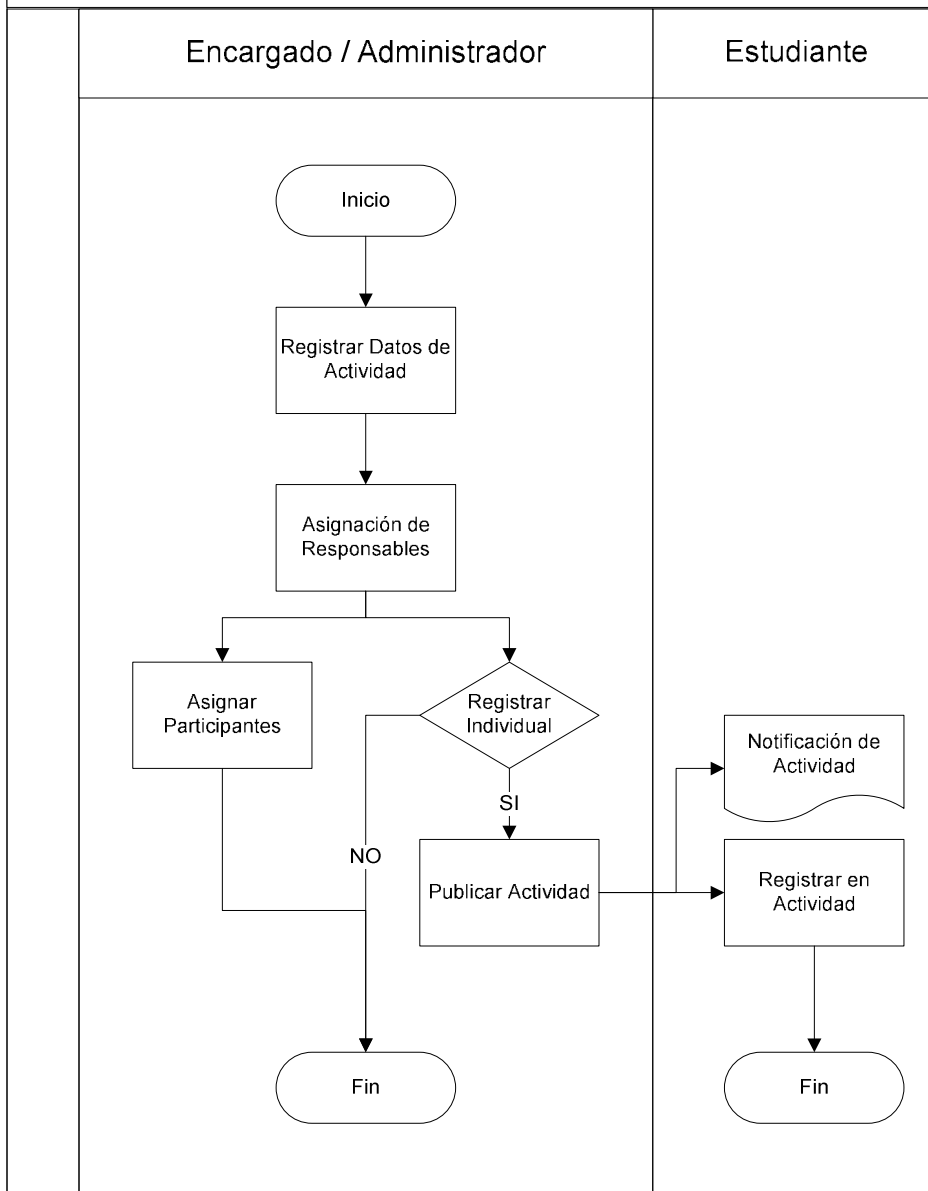 Encargado / Administrador
Estudiante
Inicio
Registrar Datos de
Actividad
Asignación de
Responsables
Asignar
Participantes
Registrar
Individual
SI
NO
Publicar Actividad
Notificación de
Actividad
Registrar en
Actividad
Fin
Fin